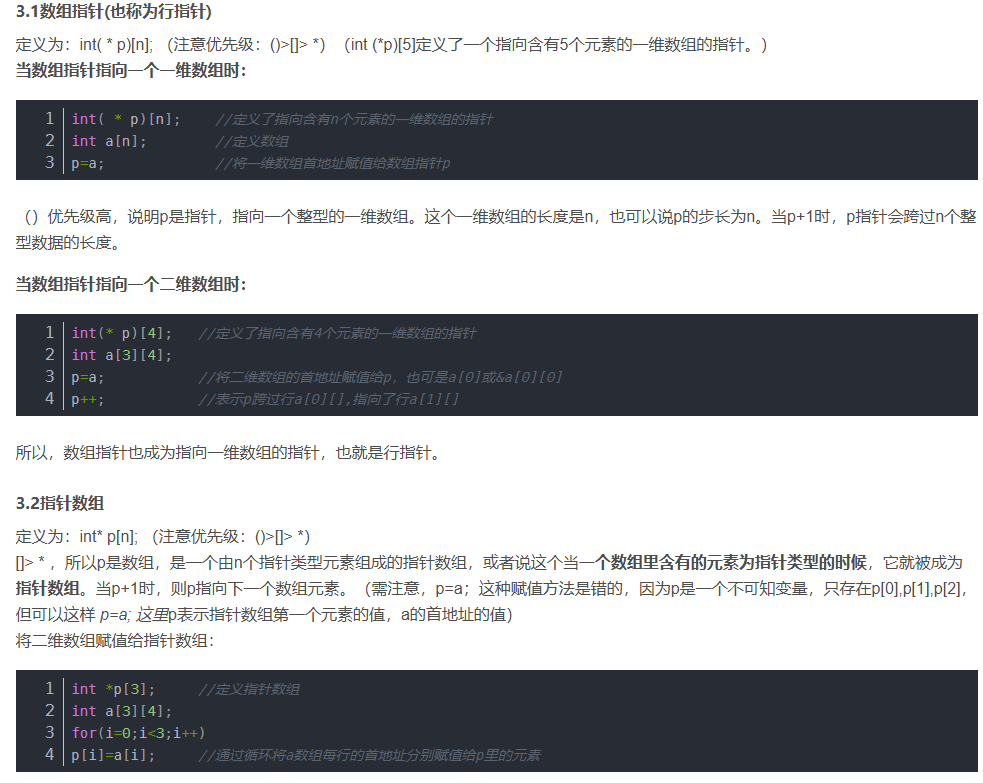 3.1数组指针(也称为行指针)
定义为：int( * p)[n]; （注意优先级：()>[]> *）（int (*p)[5]定义了一个指向含有5个元素的一维数组的指针。）
当数组指针指向一个一维数组时：
1 int( * p)[n];    //定义了指向含有n个元素的一维数组的指针
2 int a[n];        //定义数组
3 p=a;             //将一维数组首地址赋值给数组指针p
（）优先级高，说明p是指针，指向一个整型的一维数组。这个一维数组的长度是n，也可以说p的步长为n。当p+1时，p指针会跨过n个整
型数据的长度。
当数组指针指向一个二维数组时：
1 int(* p)[4];   //定义了指向含有4个元素的一维数组的指针
2 int a[3][4];
3 p=a;           //将二维数组的首地址赋值给p，也可是a[0]或&a[0][0]
4 p++;           //表示p跨过行a[0][],指向了行a[1][]
所以，数组指针也成为指向一维数组的指针，也就是行指针。
3.2指针数组
定义为：int* p[n]; （注意优先级：()>[]> *）
[]> * ，所以p是数组，是一个由n个指针类型元素组成的指针数组，或者说这个当一个数组里含有的元素为指针类型的时候，它就被成为
指针数组。当p+1时，则p指向下一个数组元素。（需注意，p=a；这种赋值方法是错的，因为p是一个不可知变量，只存在p[0],p[1],p[2]，
但可以这样 p=a; 这里p表示指针数组第一个元素的值，a的首地址的值）
将二维数组赋值给指针数组：
1 int *p[3];     //定义指针数组
2 int a[3][4];
3 for(i=0;i<3;i++)
4 p[i]=a[i];     //通过循环将a数组每行的首地址分别赋值给p里的元素